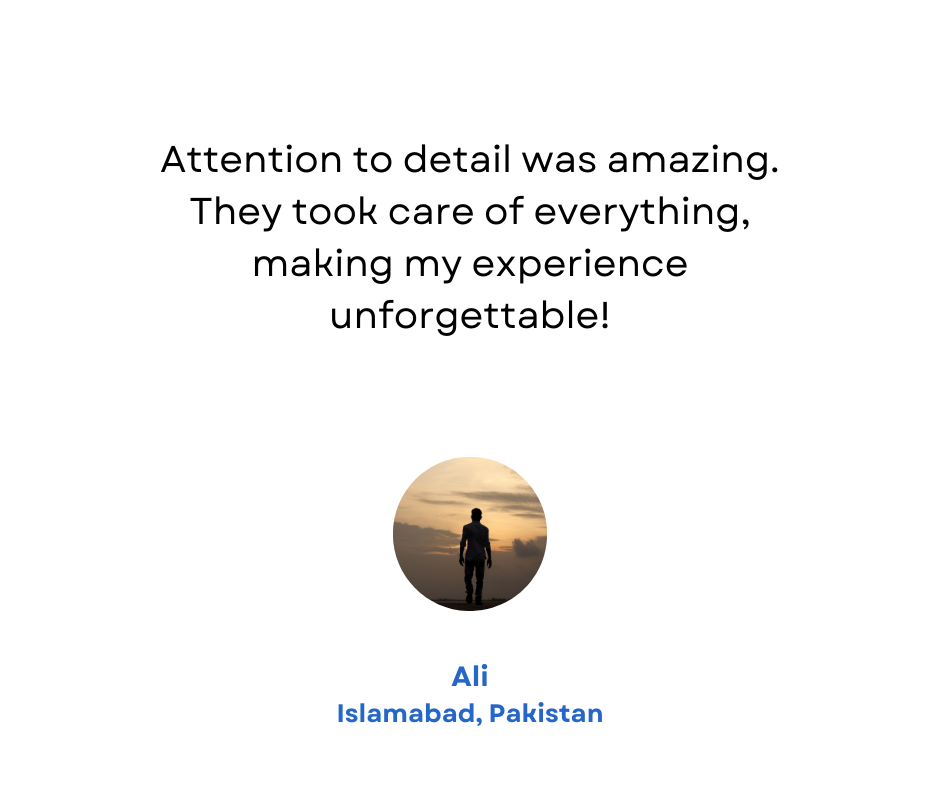 Attention to detail was amazing.
They took care of everything,
making my experience
unforgettable!
Ali
Islamabad, Pakistan